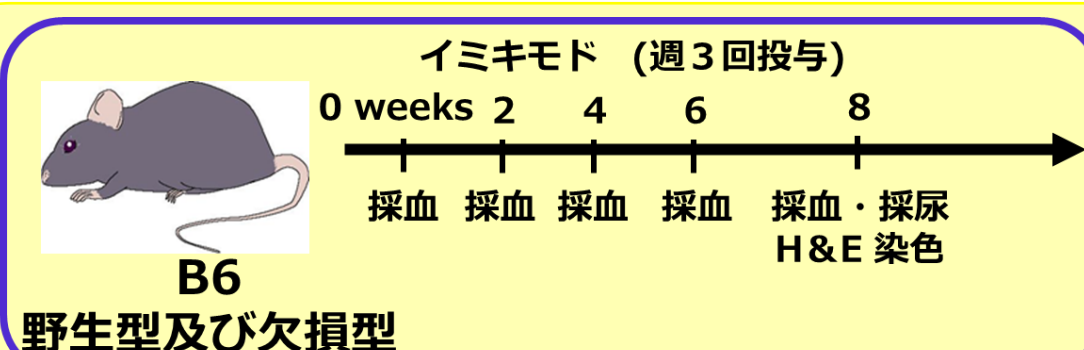 イミキモド (週３回投与)
0 weeks 2 4 6 8
採血 採血 採血 採血 採血・採尿
H&E 染色
B6
野生型及び欠損型